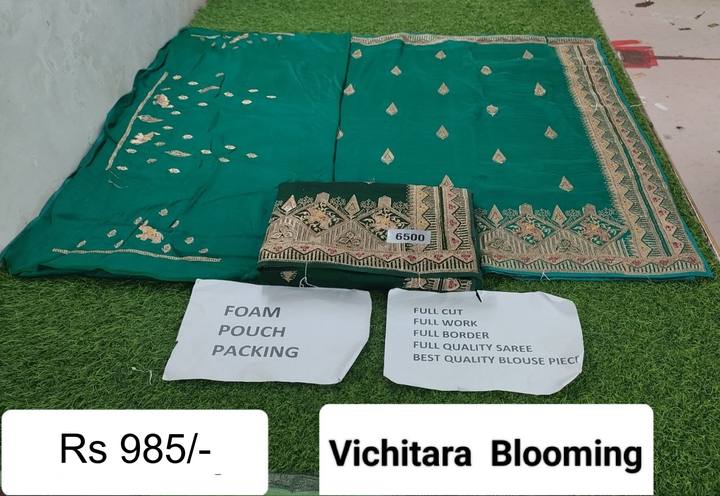 6500
FOAM
POUCH
PACKING
FULL CUT
FULL WORK
FULL BORDER
FULL QUALITY SAREE
BEST QUALITY BLOUSE PIECT
Rs 985/-
Vichitara Blooming